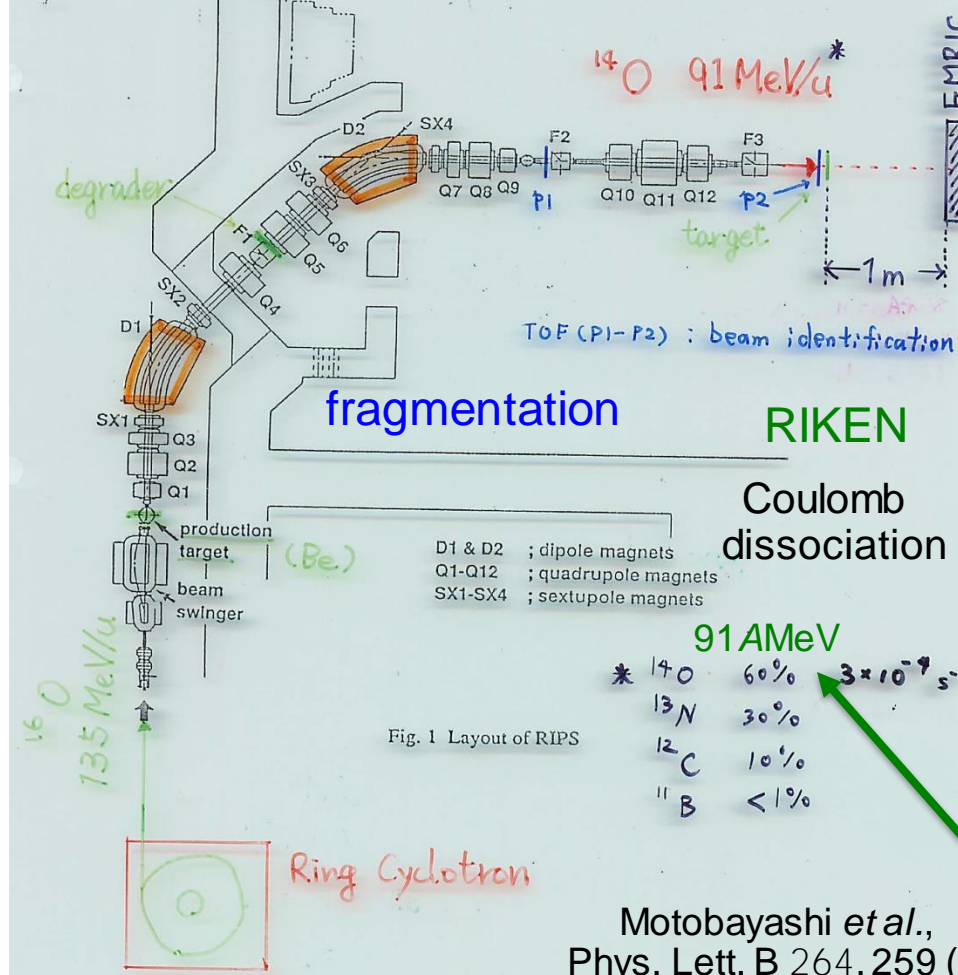 EMRIC
¹⁴O 91 MeV/u*
D2
SX4
SX3
degrader
F1
Q4
Q5
Q6
Q7
Q8
Q9
P1
F2
Q10
Q11
Q12
F3
P2
target
1m
TOF (P1-P2) : beam identification
SX2
D1
SX1
Q3
Q2
Q1
fragmentation
RIKEN
Coulomb
dissociation
production
target
(Be)
beam
swinger
D1 & D2 ; dipole magnets
Q1-Q12 ; quadrupole magnets
SX1-SX4 ; sextupole magnets
91AMeV
* ¹⁴O 60%
¹³N 30%
¹²C 10%
¹¹B <1%
¹⁶O
135 MeV/u
Fig. 1 Layout of RIPS
Ring Cyclotron
Motobayashi et al.,
Phys. Lett. B 264, 259 (